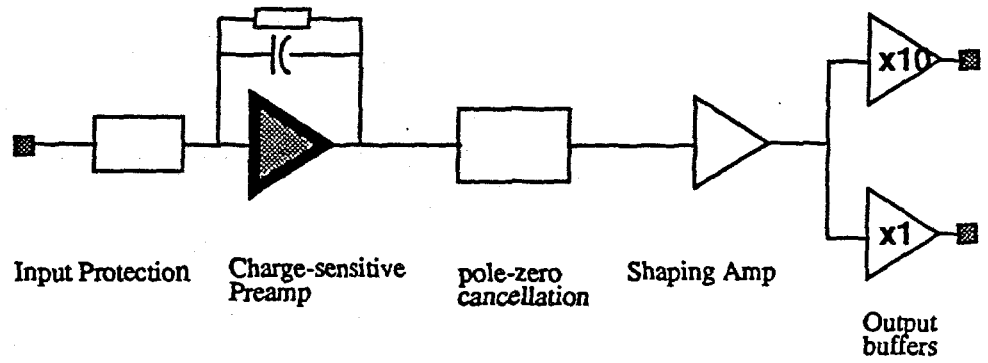 x10
x1
Input Protection
Charge-sensitive
Preamp
pole-zero
cancellation
Shaping Amp
Output
buffers